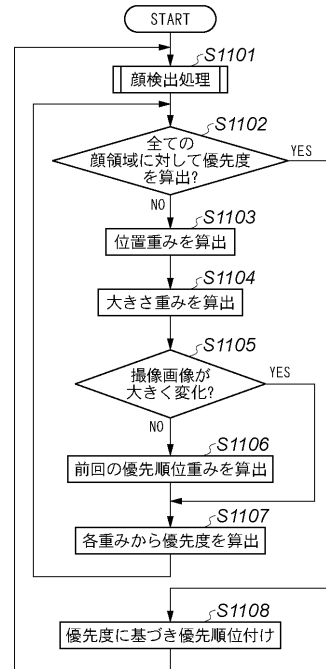 START
S1101
顔検出処理
S1102
全ての
顔領域に対して優先度
を算出?
YES
NO
S1103
位置重みを算出
S1104
大きさ重みを算出
S1105
撮像画像が
大きく変化?
YES
NO
S1106
前回の優先順位重みを算出
S1107
各重みから優先度を算出
S1108
優先度に基づき優先順位付け